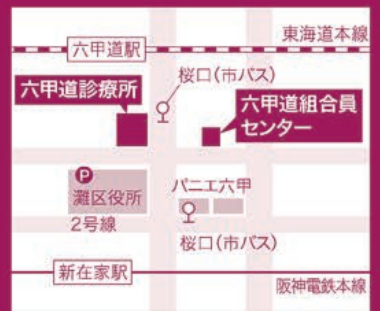 東海道本線
六甲道駅
桜口(市バス)
六甲道診療所
六甲道組合員
センター
P
灘区役所
パニエ六甲
2号線
桜口(市バス)
新在家駅
阪神電鉄本線